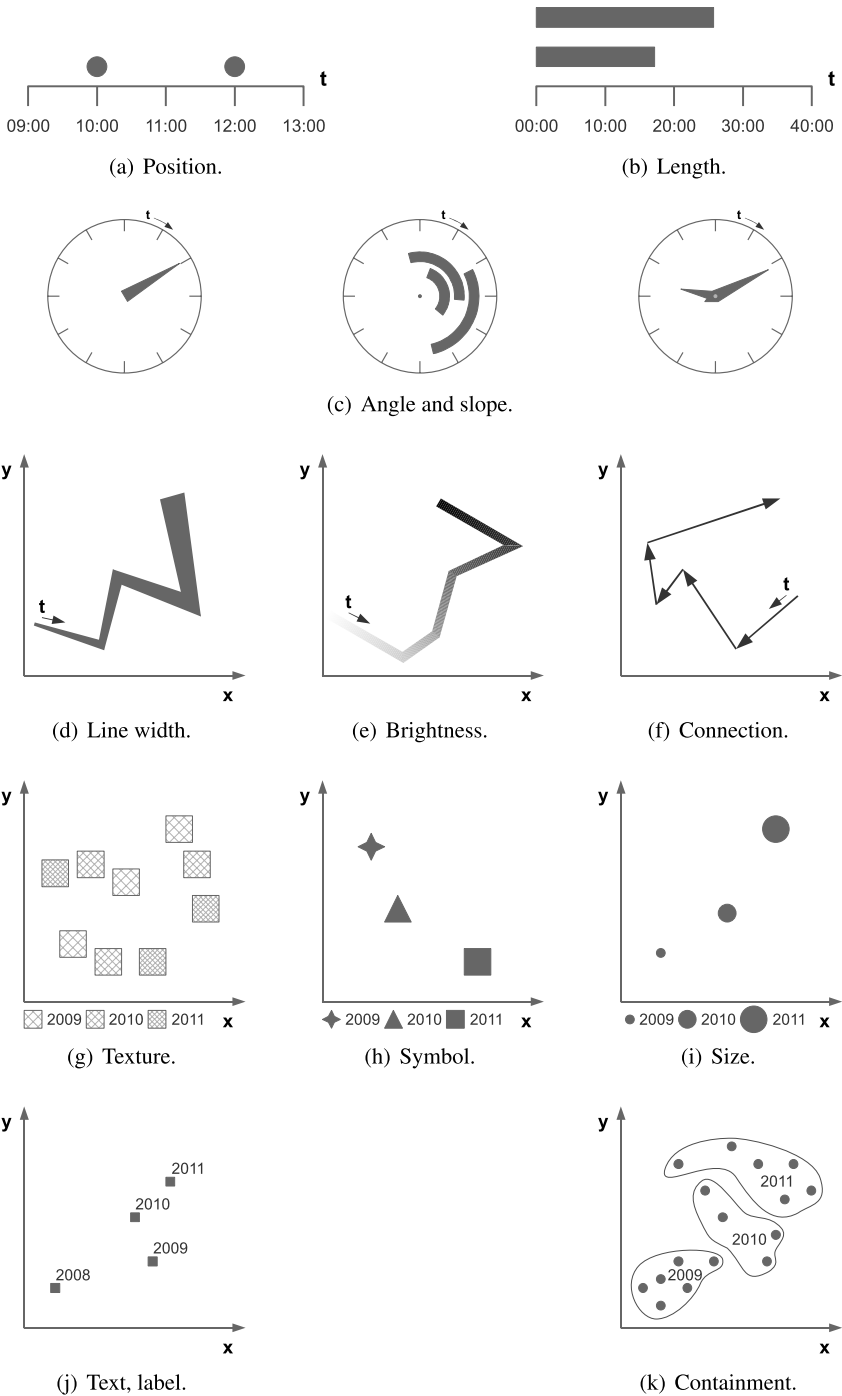 t t
09:00 10:00 11:00 12:00 13:00 00:00 10:00 20:00 30:00 40:00
(a) Position. (b) Length.
t t t
(c) Angle and slope.
y y y
t t t
x x x
(d) Line width. (e) Brightness. (f) Connection.
y y y
2009 2010 2011 x 2009 2010 2011 x 2009 2010 2011 x
(g) Texture. (h) Symbol. (i) Size.
y y
2011 2011
2010 2010
2009 2009
2008
x x
(j) Text, label. (k) Containment.